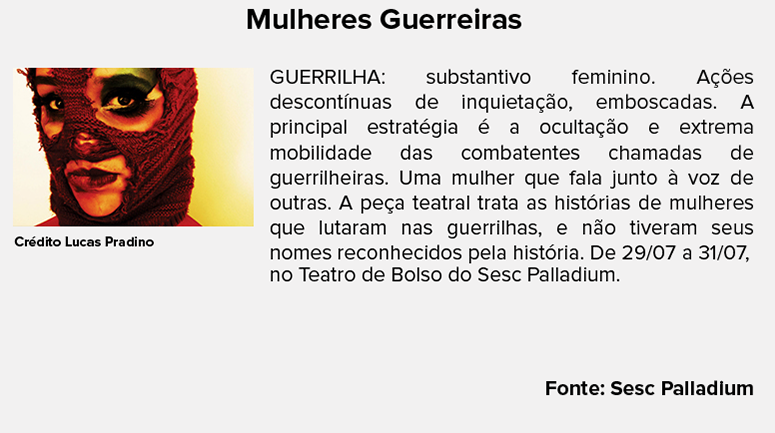 Mulheres Guerreiras
GUERRILHA: substantivo feminino. Ações
descontínuas de inquietação, emboscadas. A
principal estratégia é a ocultação e extrema
mobilidade das combatentes chamadas de
guerrilheiras. Uma mulher que fala junto à voz de
outras. A peça teatral trata as histórias de mulheres
que lutaram nas guerrilhas, e não tiveram seus
nomes reconhecidos pela história. De 29/07 a 31/07,
no Teatro de Bolso do Sesc Palladium.
Crédito Lucas Pradino
Fonte: Sesc Palladium